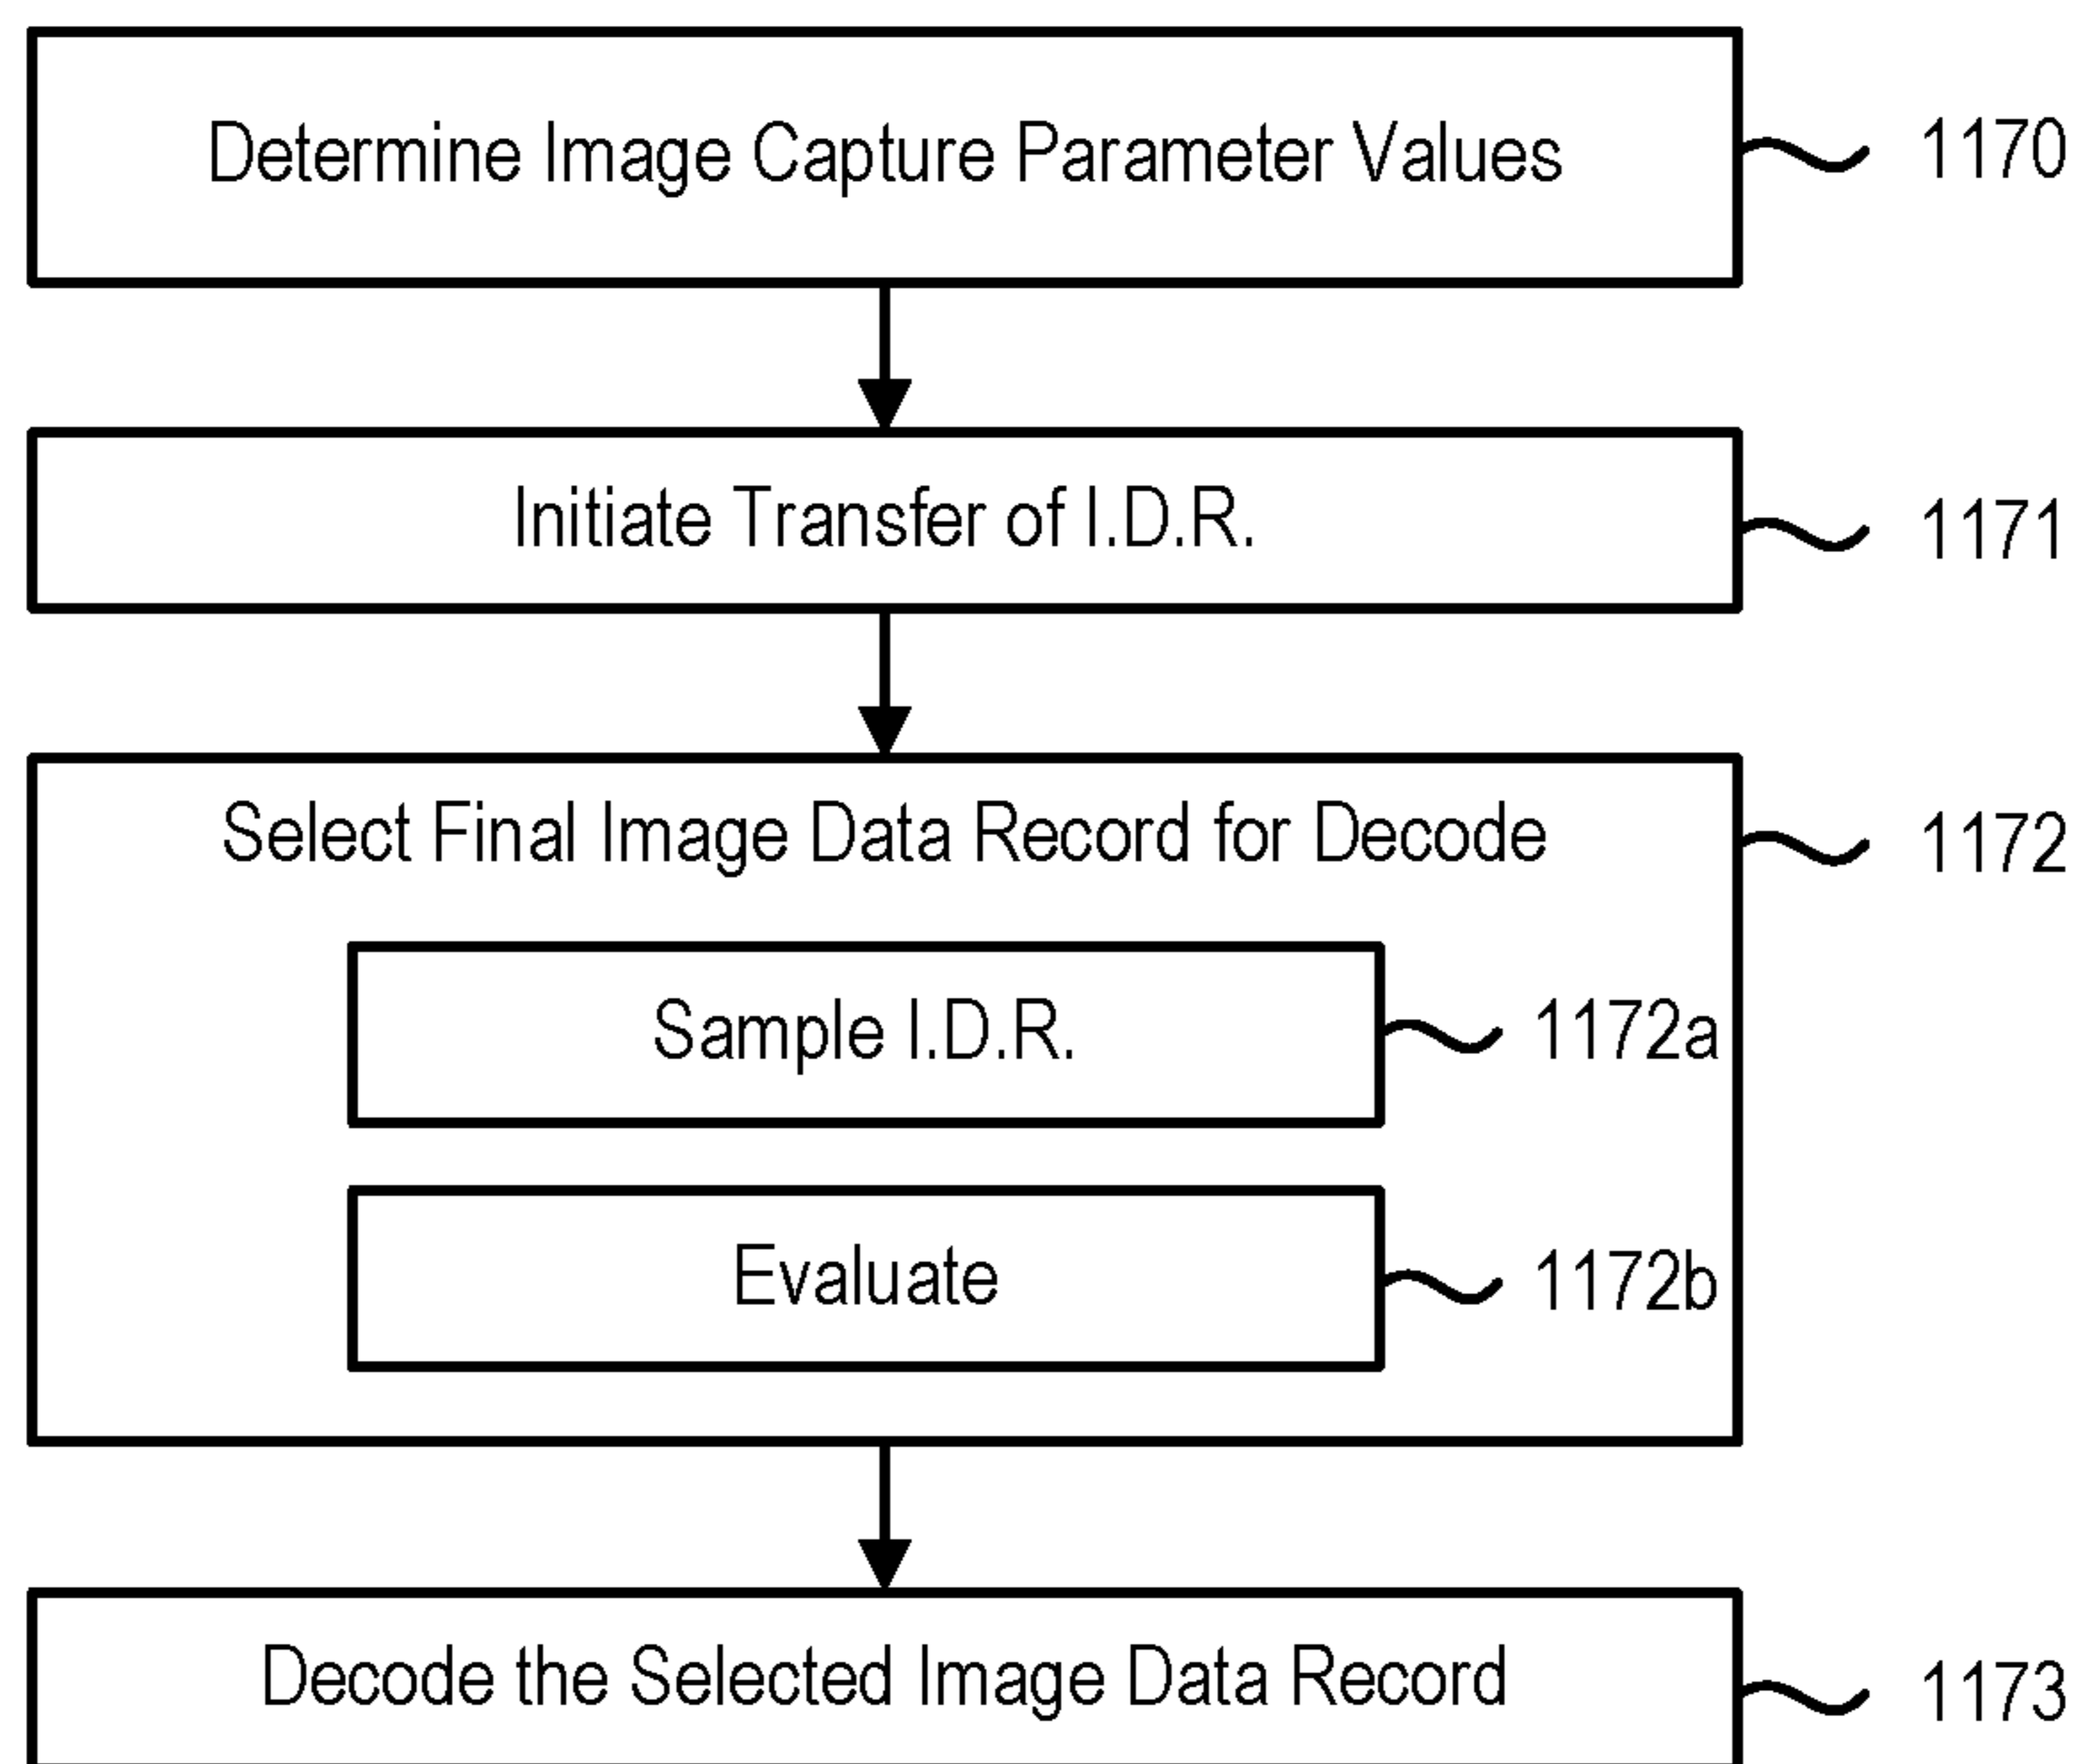 Determine Image Capture Parameter Values
1170
Initiate Transfer of I.D.R.
1171
Select Final Image Data Record for Decode
1172
Sample I.D.R.
1172a
Evaluate
1172b
Decode the Selected Image Data Record
1173